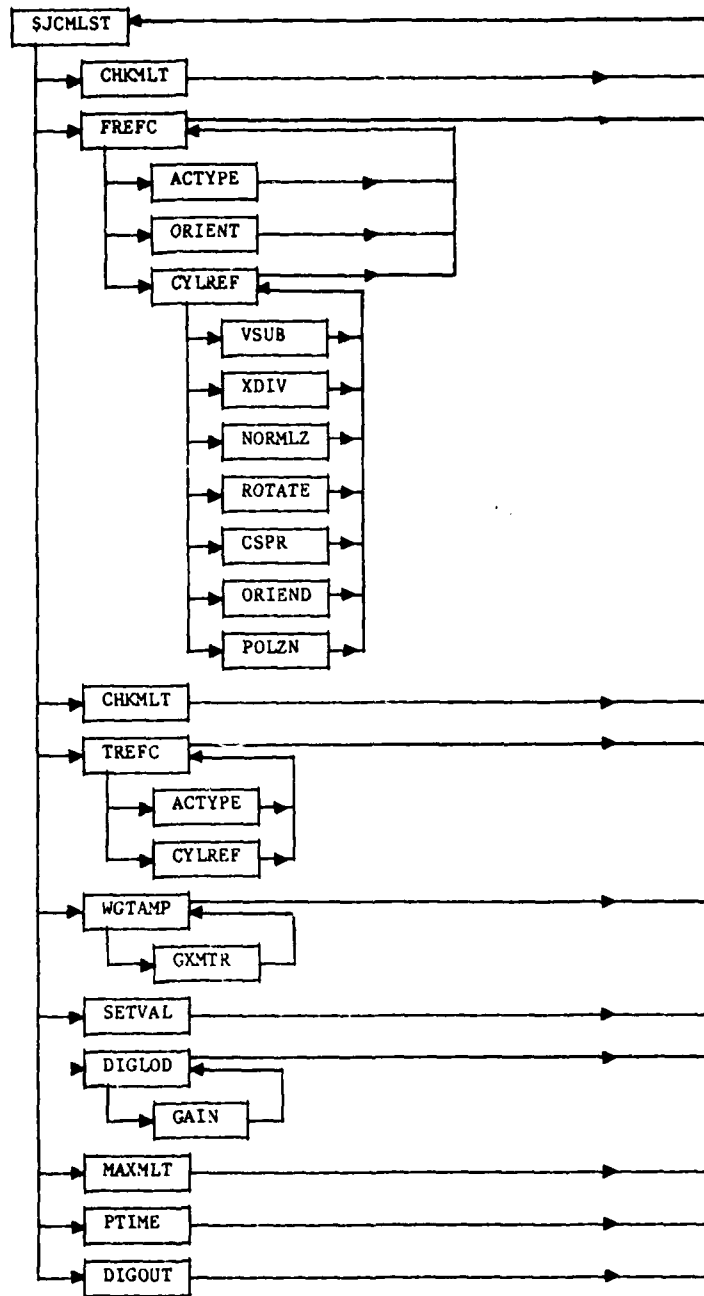 $JCMLST
CHKMLT
FREFC
ACTYPE
ORIENT
CYLREF
VSUB
XDIV
NORMLZ
ROTATE
CSPR
ORIEND
POLZN
CHKMLT
TREFC
ACTYPE
CYLREF
WGTAMP
GXMTR
SETVAL
DIGLOD
GAIN
MAXMLT
PTIME
DIGOUT